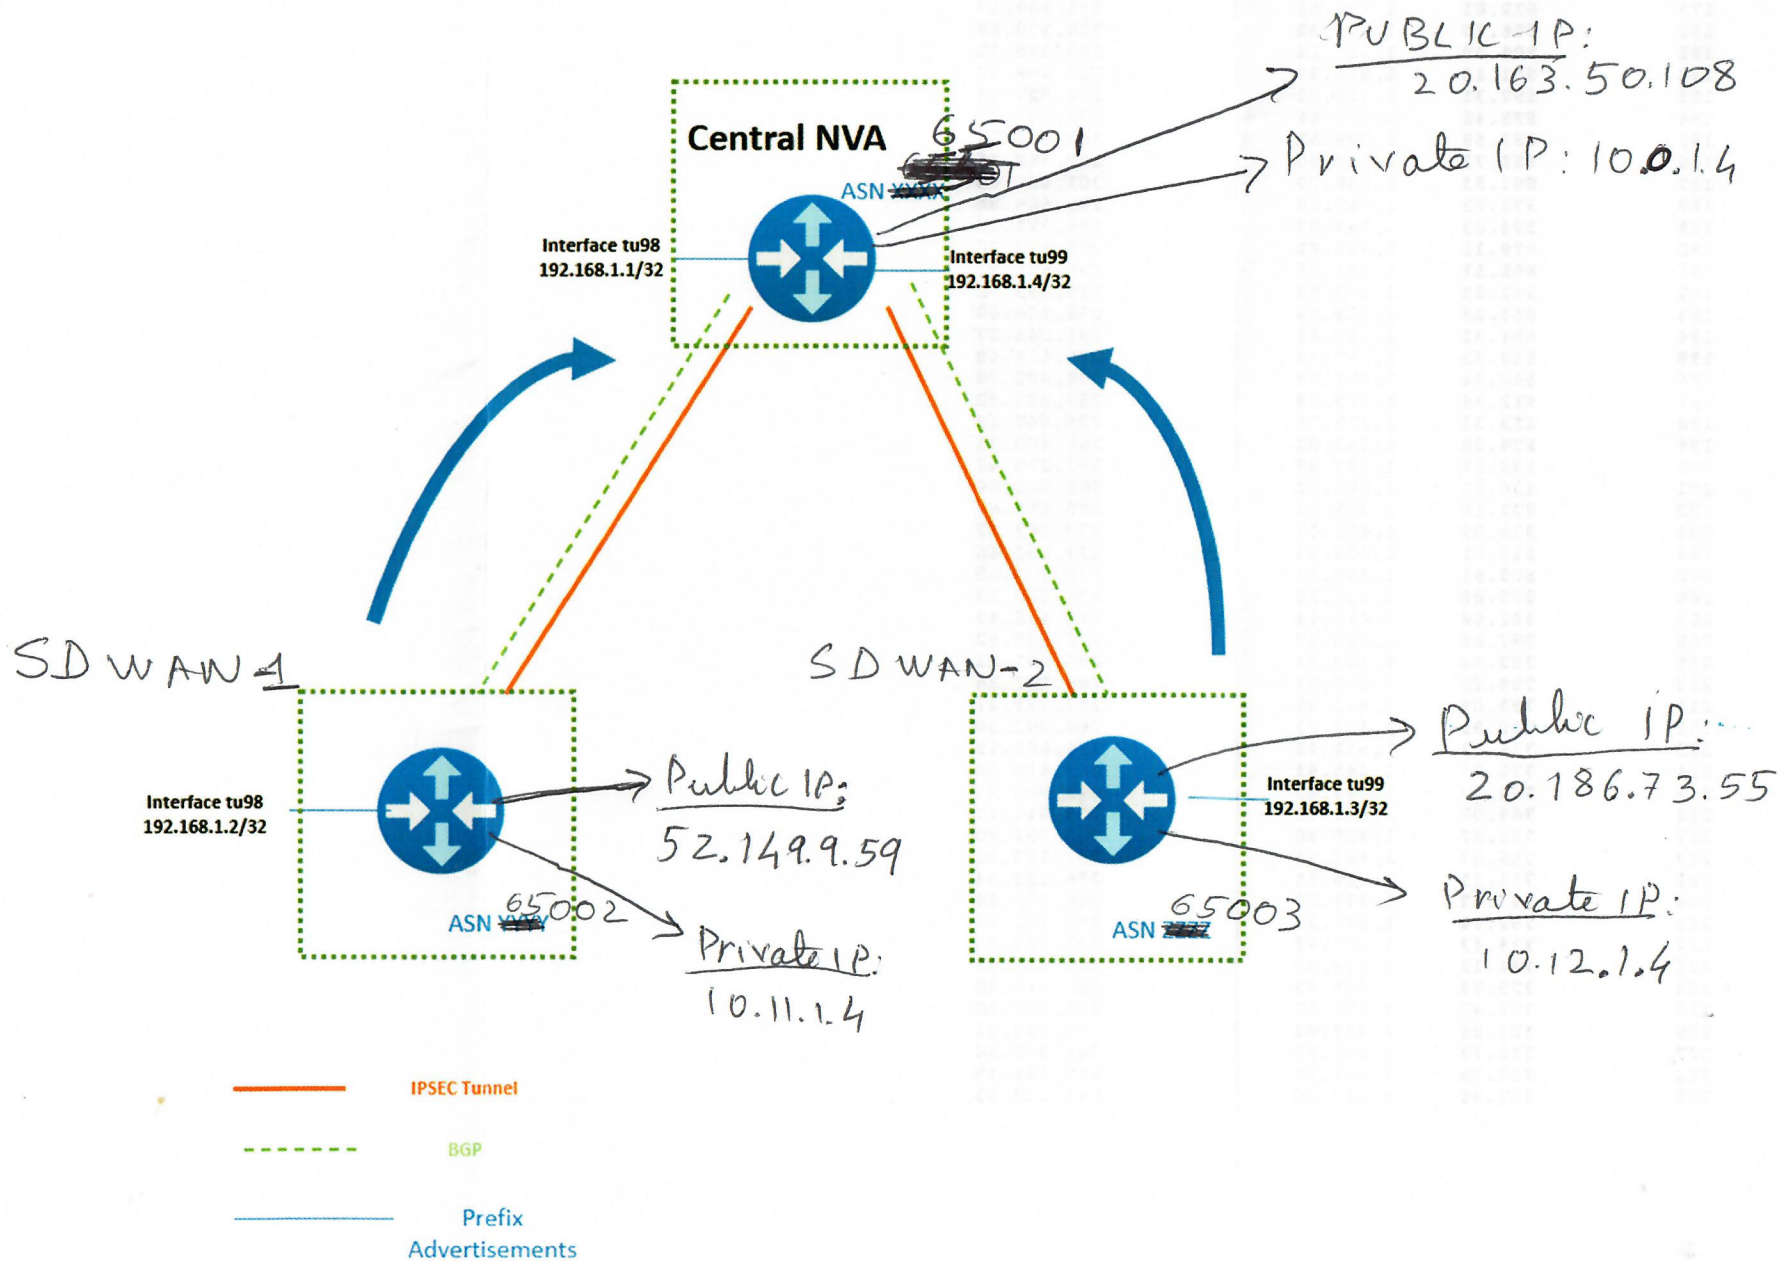 PUBLIC IP:
20.163.50.108
Private IP: 10.0.1.4
Central NVA
65001
ASN
Interface tu98
192.168.1.1/32
Interface tu99
192.168.1.4/32
SDWAN-1
SDWAN-2
Interface tu98
192.168.1.2/32
Public IP:
52.149.9.59
ASN 65002
Private IP:
10.11.1.4
Interface tu99
192.168.1.3/32
Public IP:
20.186.73.55
ASN 65003
Private IP:
10.12.1.4
IPSEC Tunnel
BGP
Prefix
Advertisements